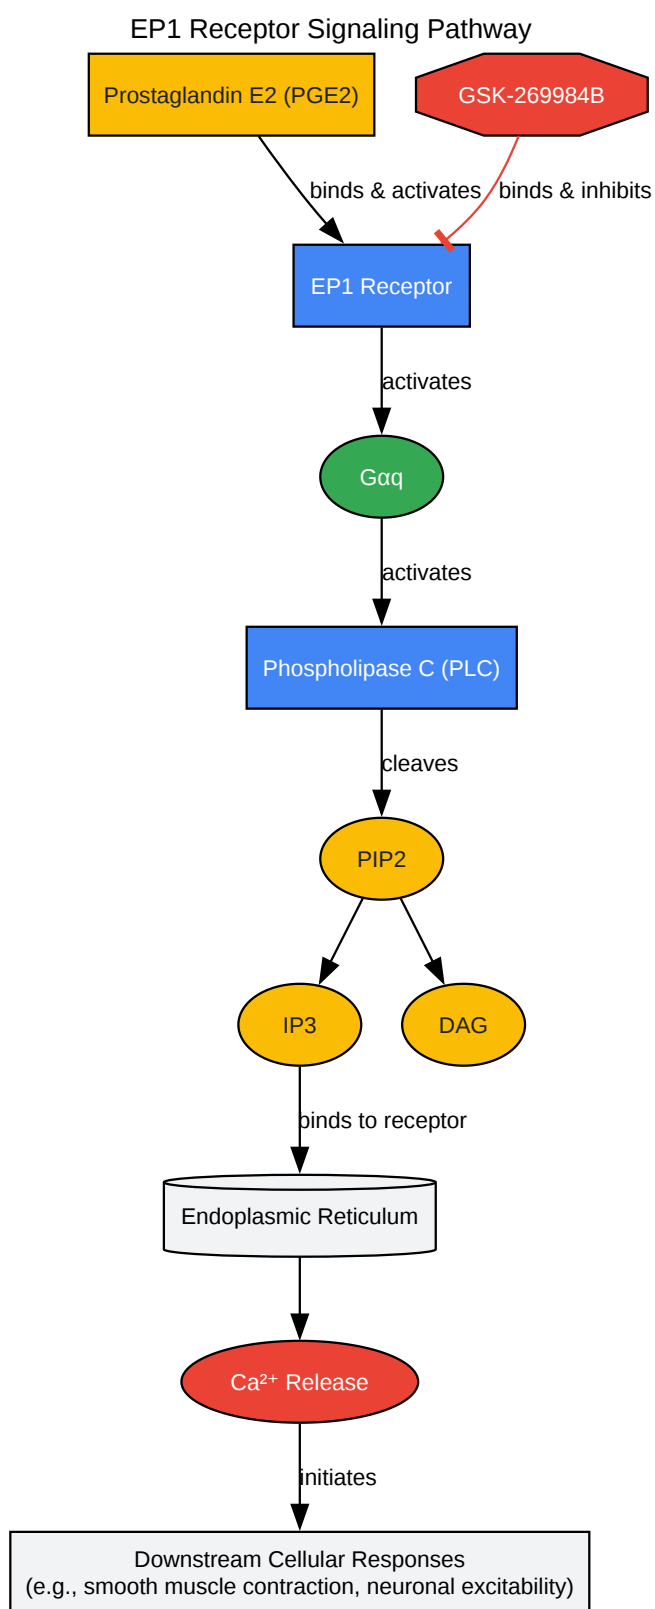 EP1 Receptor Signaling Pathway
Prostaglandin E2 (PGE2)
GSK-269984B
binds & activates
binds & inhibits
EP1 Receptor
activates
Gαq
activates
Phospholipase C (PLC)
cleaves
PIP2
IP3
DAG
binds to receptor
Endoplasmic Reticulum
Ca²⁺ Release
initiates
Downstream Cellular Responses
(e.g., smooth muscle contraction, neuronal excitability)